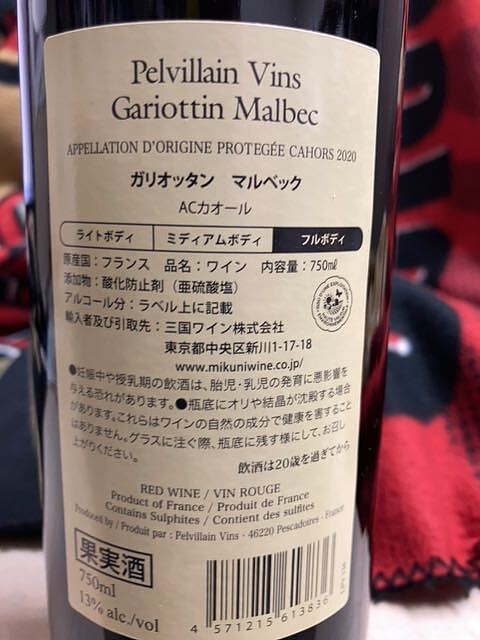 Pelvillain Vins
Gariottin Malbec
APPELLATION D'ORIGINE PROTEGÉE CAHORS 2020
ガリオッタン マルベック
ACカオール
ライトボディ ミディアムボディ フルボディ
原産国：フランス 品名：ワイン 内容量：750㎖
添加物：酸化防止剤（亜硫酸塩）
アルコール分：ラベル上に記載
輸入者及び引取先：三国ワイン株式会社
東京都中央区新川1-17-18
www.mikuniwine.co.jp/
●妊娠中や授乳期の飲酒は、胎児・乳児の発育に悪影響を
与える恐れがあります。●瓶底にオリや結晶が沈殿する場合
があります。これらはワインの自然の成分で健康を害すること
はありません。グラスに注ぐ際、瓶底に残す様にして、お召し
上がりください。
飲酒は20歳を過ぎてから
RED WINE / VIN ROUGE
Product of France / Produit de France
Contains Sulphites / Contient des sulfites
Produced by / Produit par : Pelvillain Vins - 46220 Pescadoires - France
果実酒
750ml
13% alc./vol
4 571215 613836